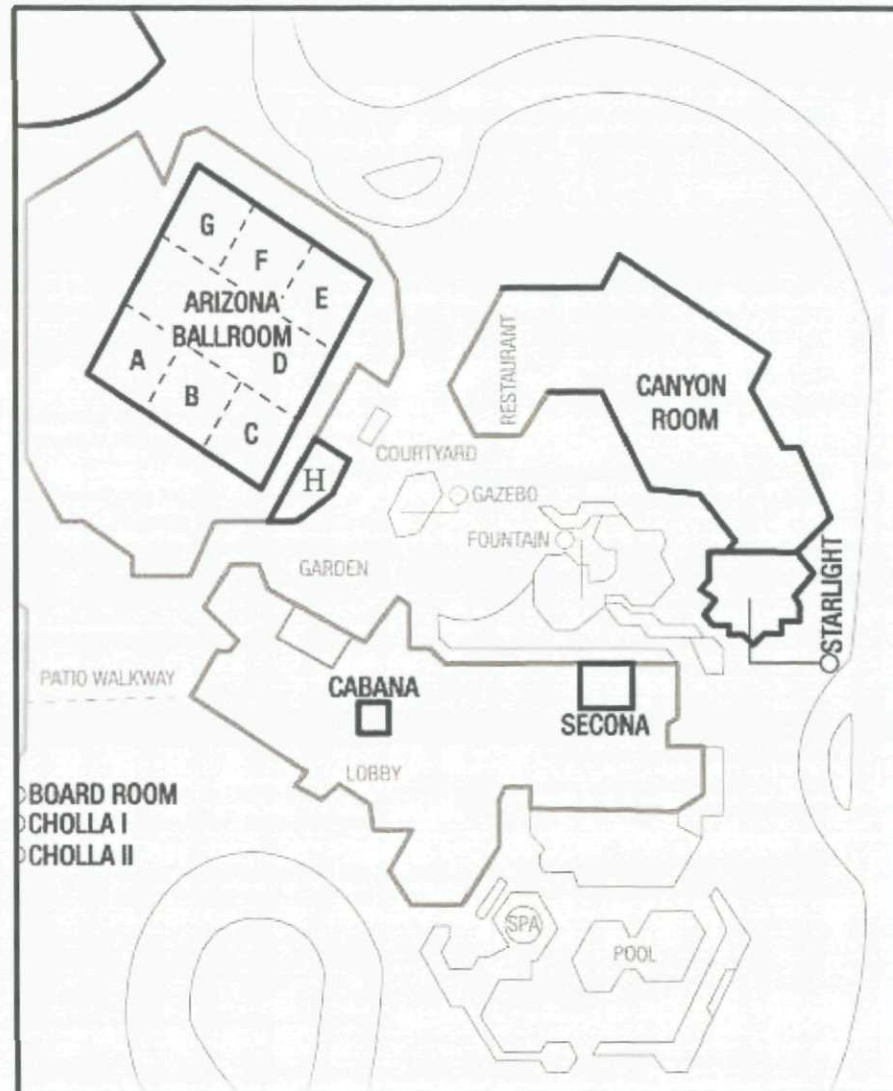 G
F
E
ARIZONA
BALLROOM
D
A
B
C
H
RESTAURANT
CANYON
ROOM
COURTYARD
GAZEBO
FOUNTAIN
GARDEN
STARLIGHT
PATIO WALKWAY
CABANA
SECONA
LOBBY
BOARD ROOM
CHOLLA I
CHOLLA II
SPA
POOL